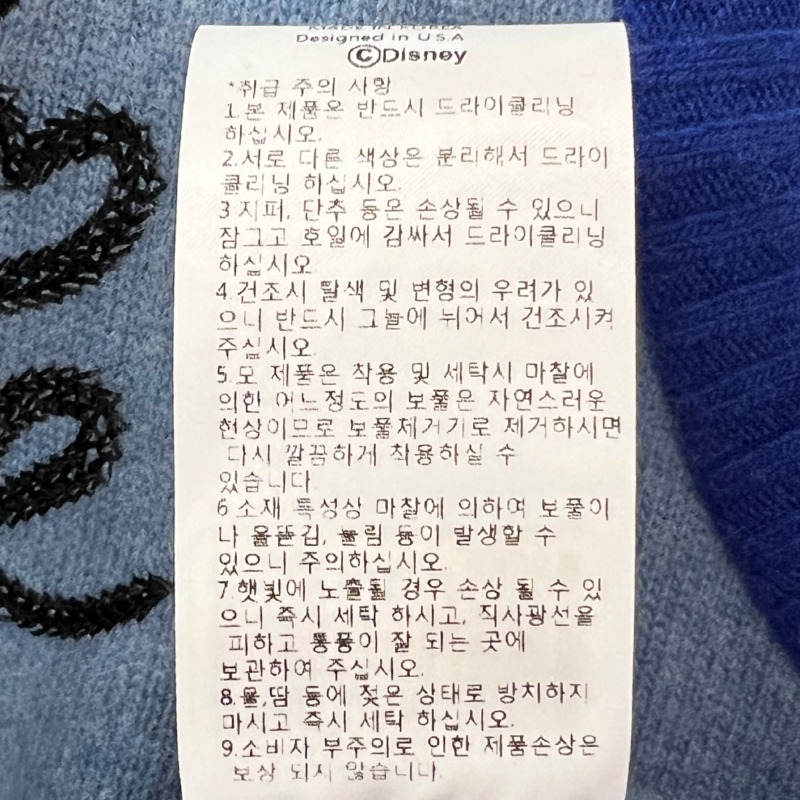 MADE IN KOREA
Designed in U.S.A
©Disney
*취급 주의 사항
1.본 제품은 반드시 드라이클리닝
하십시오.
2.서로 다른 색상은 분리해서 드라이
클리닝 하십시오.
3.지퍼, 단추 등은 손상될 수 있으니
잠그고 호일에 감싸서 드라이클리닝
하십시오.
4.건조시 탈색 및 변형의 우려가 있
으니 반드시 그늘에 뉘어서 건조시켜
주십시오.
5.모 제품은 착용 및 세탁시 마찰에
의한 어느정도의 보풀은 자연스러운
현상이므로 보풀제거기로 제거하시면
다시 깔끔하게 착용하실 수
있습니다
6.소재 특성상 마찰에 의하여 보풀이
나 올뜯김, 눌림 등이 발생할 수
있으니 주의하십시오.
7.햇빛에 노출될 경우 손상 될 수 있
으니 즉시 세탁 하시고, 직사광선을
피하고 통풍이 잘 되는 곳에
보관하여 주십시오.
8.물,땀 등에 젖은 상태로 방치하지
마시고 즉시 세탁 하십시오.
9.소비자 부주의로 인한 제품손상은
보상 되지 않습니다.